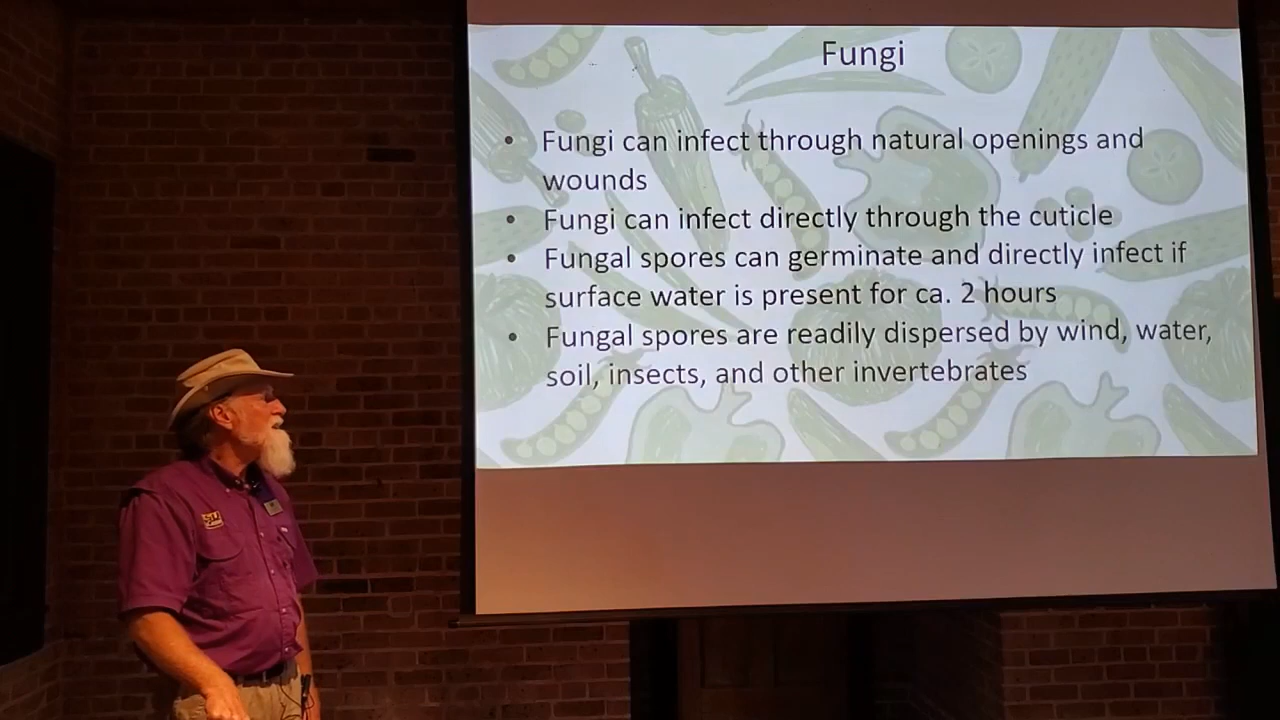 Fungi
• Fungi can infect through natural openings and
wounds
• Fungi can infect directly through the cuticle
• Fungal spores can germinate and directly infect if
surface water is present for ca. 2 hours
• Fungal spores are readily dispersed by wind, water,
soil, insects, and other invertebrates